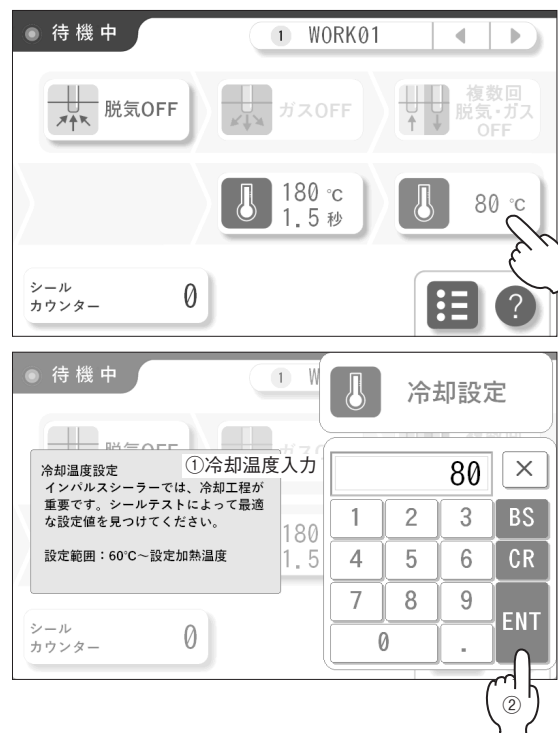 待機中
1 WORK01
脱気OFF
ガスOFF
複数回
脱気・ガス
OFF
180 ℃
1.5 秒
80 ℃
シール
カウンター
0
?
待機中
1 W
冷却設定
①冷却温度入力
冷却温度設定
インパルスシーラーでは、冷却工程が
重要です。シールテストによって最適
な設定値を見つけてください。
設定範囲：60℃～設定加熱温度
180
1.5
80 ×
1 2 3 BS
4 5 6 CR
7 8 9
ENT
0 .
シール
カウンター
0
②